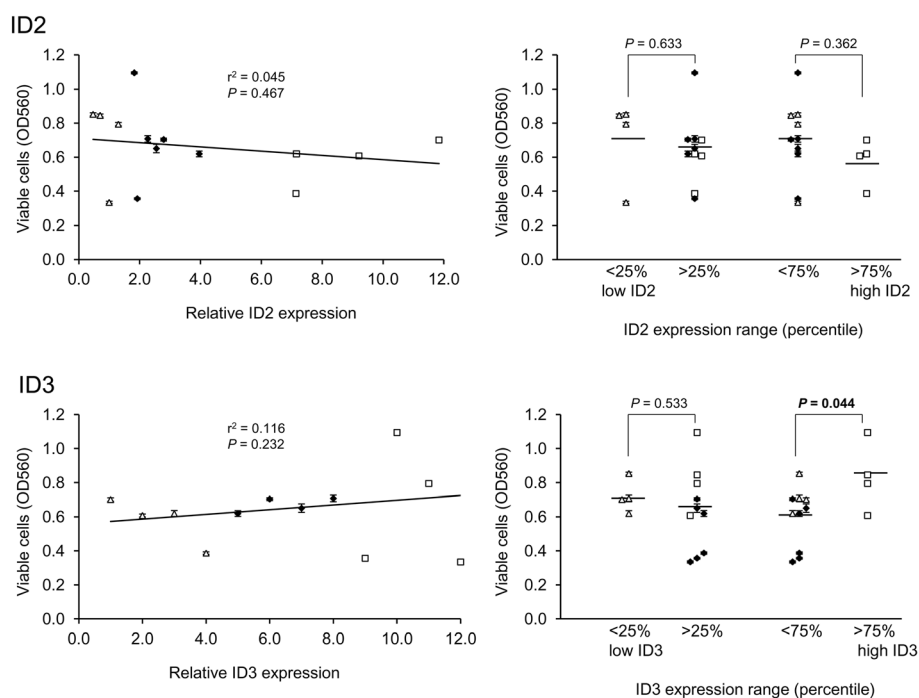 ID2
1.2
1.0
0.8
0.6
0.4
0.2
0.0
Viable cells (OD560)
r² = 0.045
P = 0.467
0.0 2.0 4.0 6.0 8.0 10.0 12.0
Relative ID2 expression
1.2
1.0
0.8
0.6
0.4
0.2
0.0
Viable cells (OD560)
P = 0.633
P = 0.362
<25% >25% <75% >75%
low ID2 high ID2
ID2 expression range (percentile)
ID3
1.2
1.0
0.8
0.6
0.4
0.2
0.0
Viable cells (OD560)
r² = 0.116
P = 0.232
0.0 2.0 4.0 6.0 8.0 10.0 12.0
Relative ID3 expression
1.2
1.0
0.8
0.6
0.4
0.2
0.0
Viable cells (OD560)
P = 0.533
P = 0.044
<25% >25% <75% >75%
low ID3 high ID3
ID3 expression range (percentile)